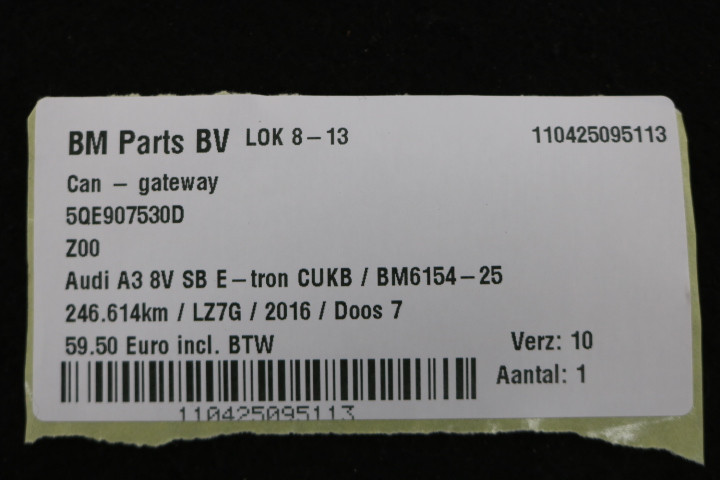 BM Parts BV LOK 8-13 110425095113
Can - gateway
5QE907530D
Z00
Audi A3 8V SB E-tron CUKB / BM6154-25
246.614km / LZ7G / 2016 / Doos 7
59.50 Euro incl. BTW Verz: 10
Aantal: 1
110425095113